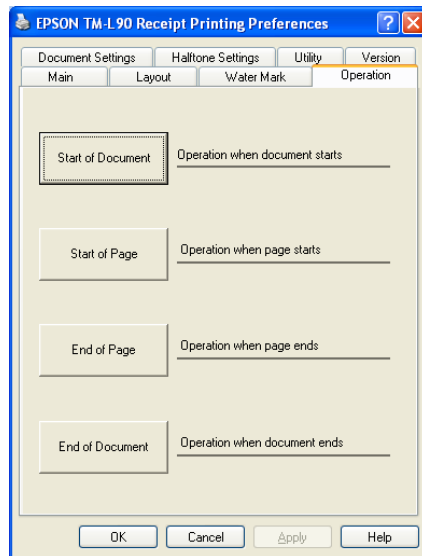 EPSON TM-L90 Receipt Printing Preferences
Document Settings Halftone Settings Utility Version
Main Layout Water Mark Operation
Start of Document Operation when document starts
Start of Page Operation when page starts
End of Page Operation when page ends
End of Document Operation when document ends
OK Cancel Apply Help